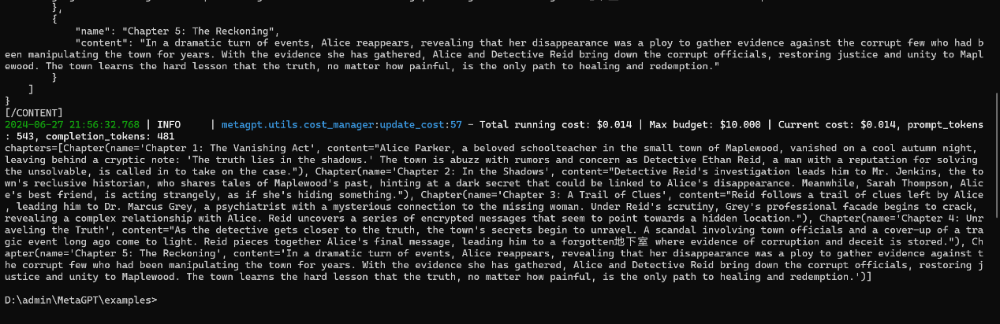 },
{
"name": "Chapter 5: The Reckoning",
"content": "In a dramatic turn of events, Alice reappears, revealing that her disappearance was a ploy to gather evidence against the corrupt few who had b
een manipulating the town for years. With the evidence she has gathered, Alice and Detective Reid bring down the corrupt officials, restoring justice and unity to Mapl
ewood. The town learns the hard lesson that the truth, no matter how painful, is the only path to healing and redemption."
}
]
}
[/CONTENT]
2024-06-27 21:56:32.768 | INFO     | metagpt.utils.cost_manager:update_cost:57 - Total running cost: $0.014 | Max budget: $10.000 | Current cost: $0.014, prompt_tokens
: 543, completion_tokens: 481
chapters=[Chapter(name='Chapter 1: The Vanishing Act', content="Alice Parker, a beloved schoolteacher in the small town of Maplewood, vanished on a cool autumn night,
leaving behind a cryptic note: 'The truth lies in the shadows.' The town is abuzz with rumors and concern as Detective Ethan Reid, a man with a reputation for solving
the unsolvable, is called in to take on the case."), Chapter(name='Chapter 2: In the Shadows', content="Detective Reid's investigation leads him to Mr. Jenkins, the to
wn's reclusive historian, who shares tales of Maplewood's past, hinting at a dark secret that could be linked to Alice's disappearance. Meanwhile, Sarah Thompson, Alic
e's best friend, is acting strangely, as if she's hiding something."), Chapter(name='Chapter 3: A Trail of Clues', content="Reid follows a trail of clues left by Alice
, leading him to Dr. Marcus Grey, a psychiatrist with a mysterious connection to the missing woman. Under Reid's scrutiny, Grey's professional facade begins to crack,
revealing a complex relationship with Alice. Reid uncovers a series of encrypted messages that seem to point towards a hidden location."), Chapter(name='Chapter 4: Unr
aveling the Truth', content="As the detective gets closer to the truth, the town's secrets begin to unravel. A scandal involving town officials and a cover-up of a tra
gic event long ago come to light. Reid pieces together Alice's final message, leading him to a forgotten地下室 where evidence of corruption and deceit is stored."), Ch
apter(name='Chapter 5: The Reckoning', content='In a dramatic turn of events, Alice reappears, revealing that her disappearance was a ploy to gather evidence against t
he corrupt few who had been manipulating the town for years. With the evidence she has gathered, Alice and Detective Reid bring down the corrupt officials, restoring j
ustice and unity to Maplewood. The town learns the hard lesson that the truth, no matter how painful, is the only path to healing and redemption.')]
D:\admin\MetaGPT\examples>